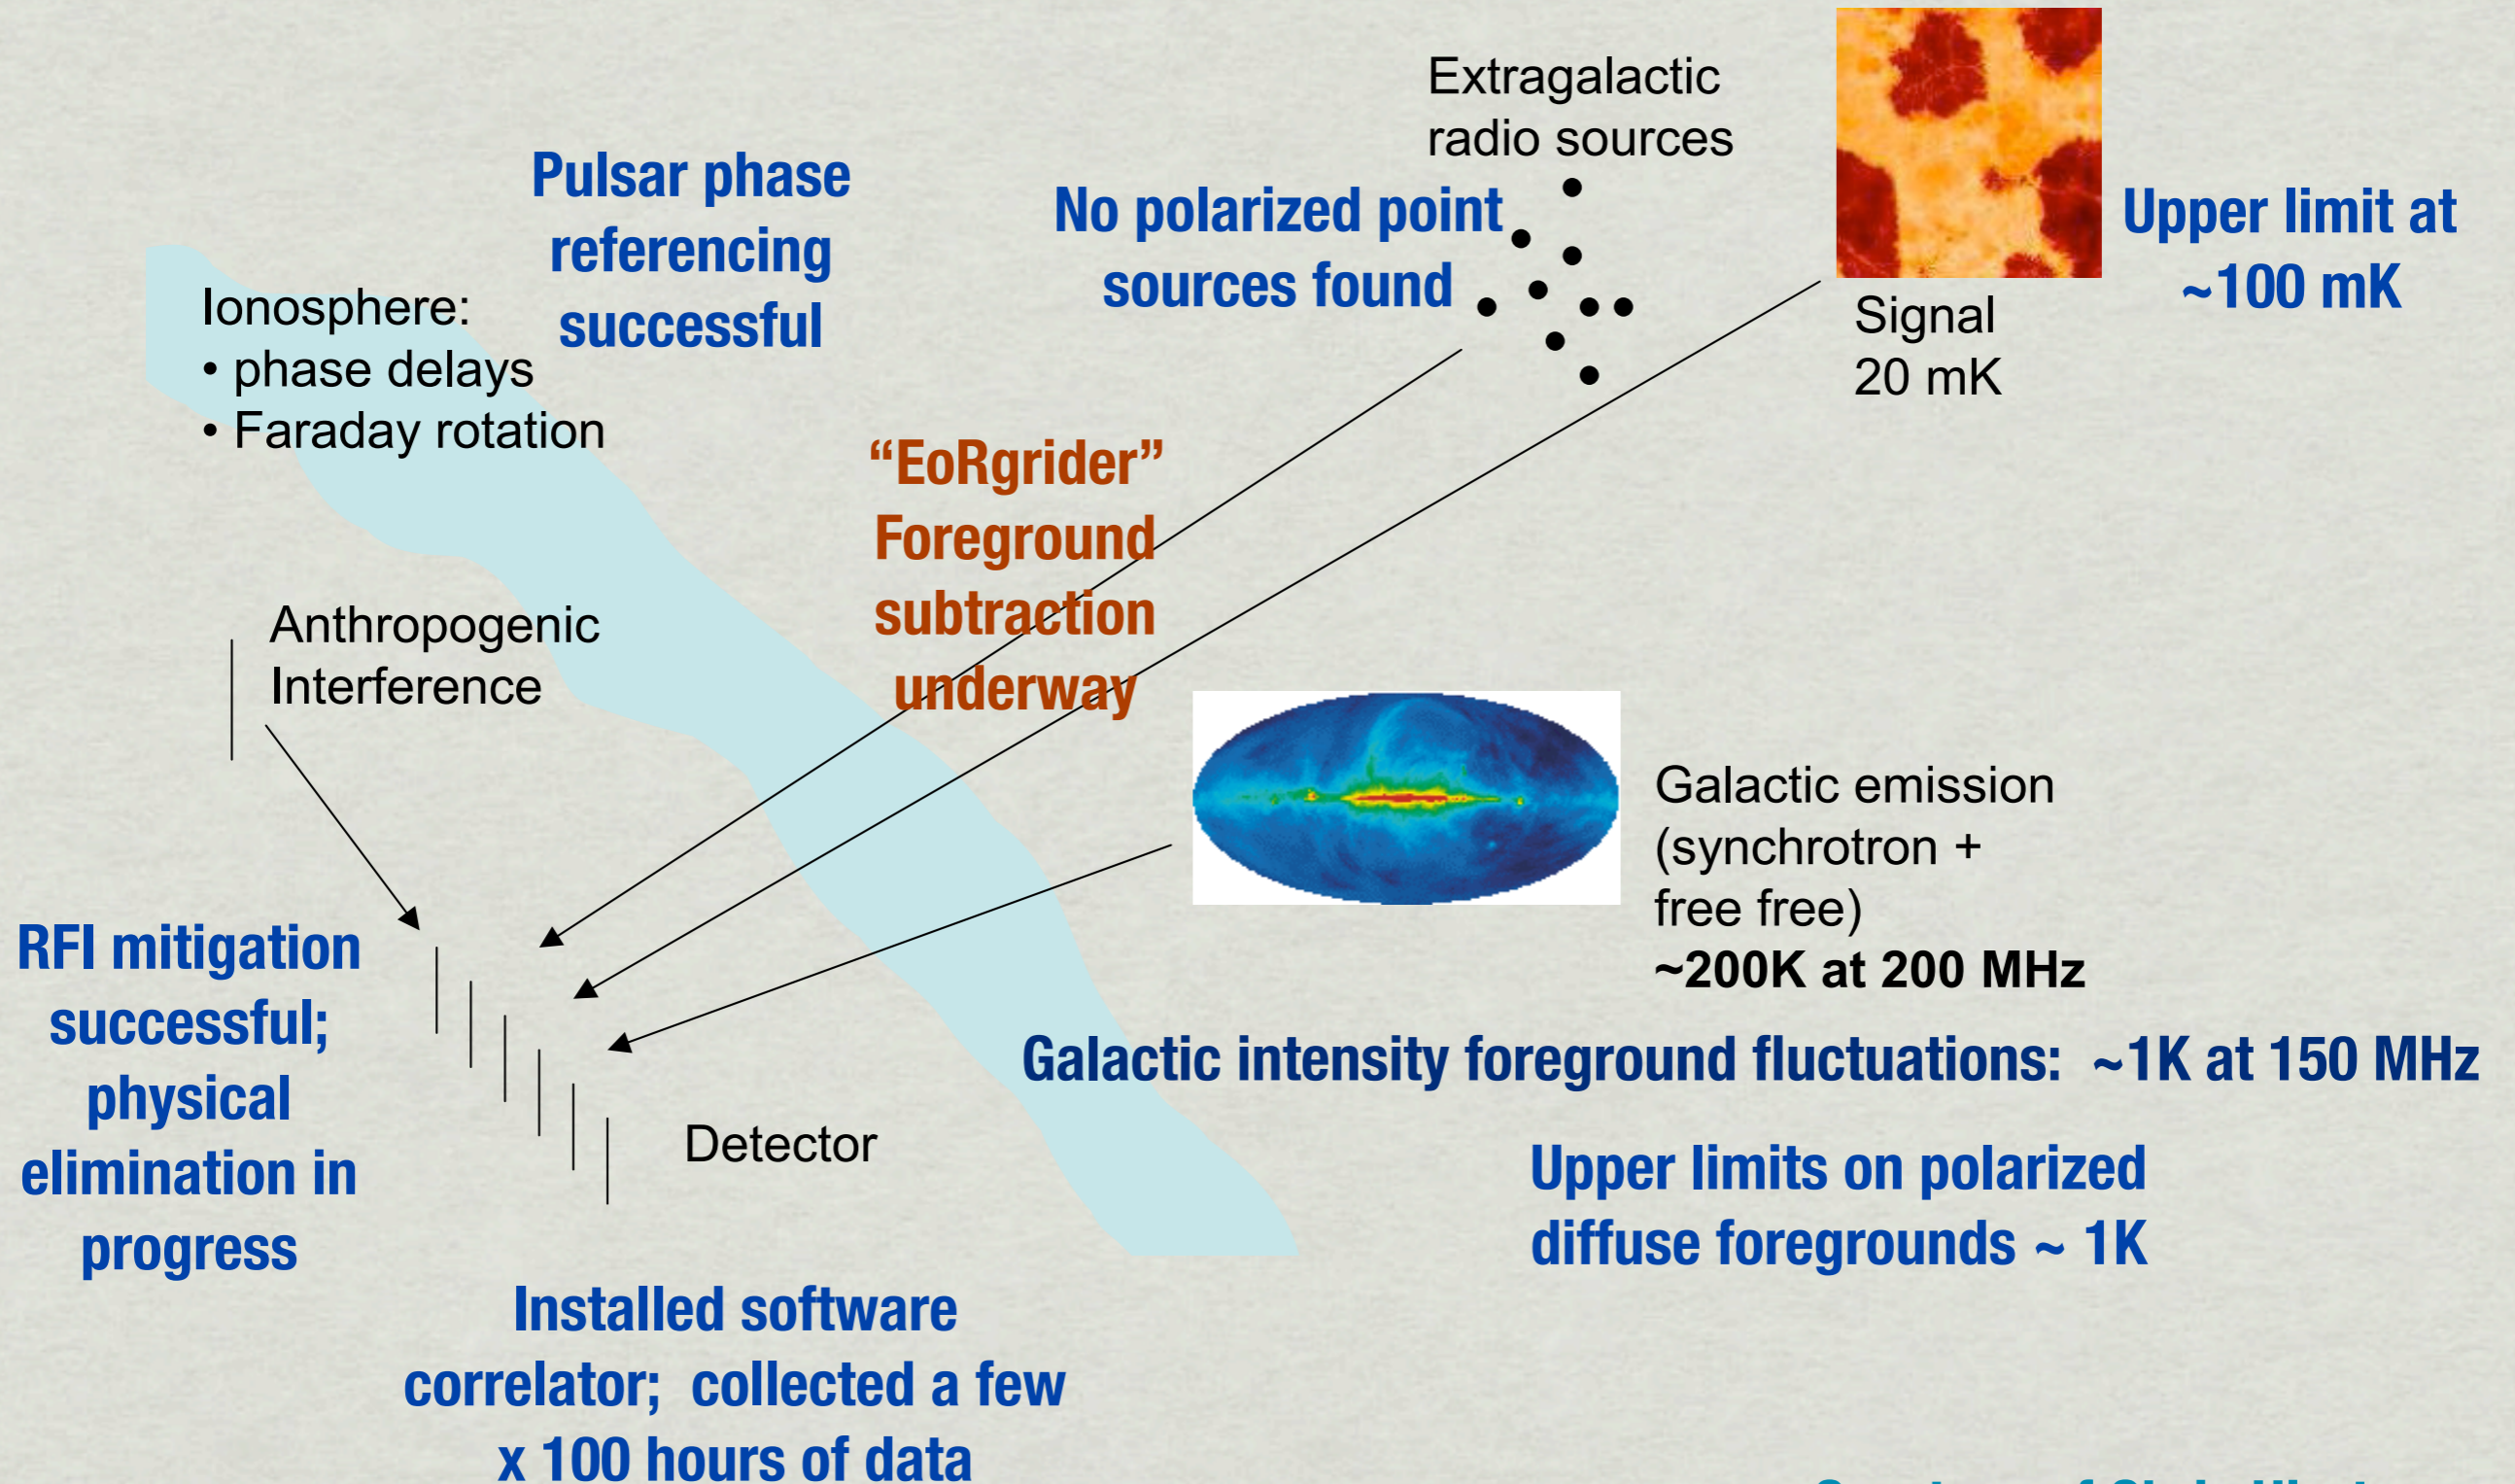 Extragalactic
radio sources
Pulsar phase
referencing
successful
No polarized point
sources found
Upper limit at
~100 mK
Signal
20 mK
Ionosphere:
• phase delays
• Faraday rotation
“EoRgrider”
Foreground
subtraction
underway
Anthropogenic
Interference
Galactic emission
(synchrotron +
free free)
~200K at 200 MHz
RFI mitigation
successful;
physical
elimination in
progress
Galactic intensity foreground fluctuations: ~1K at 150 MHz
Detector
Upper limits on polarized
diffuse foregrounds ~ 1K
Installed software
correlator; collected a few
x 100 hours of data